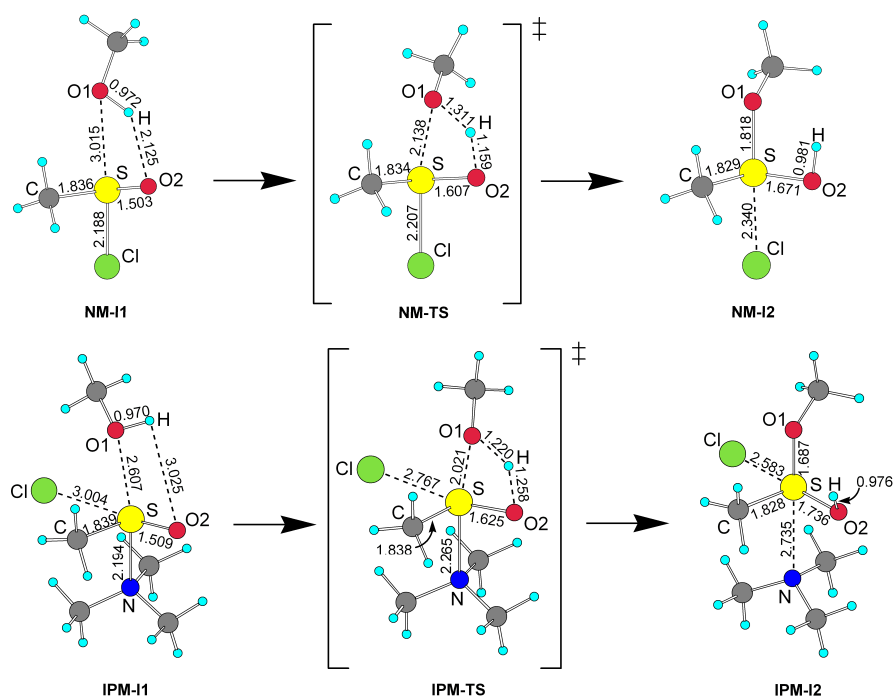 O1
0.972
H
3.015
2.125
C
1.836
S
O2
1.503
2.188
Cl
NM-I1
‡
O1
1.311
H
2.138
1.159
C
1.834
S
1.607
O2
2.207
Cl
NM-TS
O1
H
1.818
0.981
S
C
1.829
1.671
O2
2.340
Cl
NM-I2
0.970
H
O1
2.607
3.025
Cl
3.004
S
C
1.839
1.509
O2
2.194
N
IPM-I1
‡
O1
1.220
H
Cl
2.767
2.021
1.258
S
C
1.625
O2
1.838
2.265
N
IPM-TS
O1
Cl
2.583
1.687
S
H
0.976
1.828
1.736
C
O2
2.735
N
IPM-I2